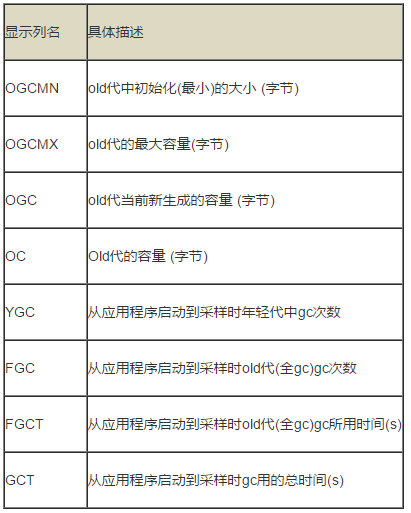 显示列名 具体描述
OGCMN old代中初始化(最小)的大小 (字节)
OGCMX old代的最大容量(字节)
OGC old代当前新生成的容量 (字节)
OC Old代的容量 (字节)
YGC 从应用程序启动到采样时年轻代中gc次数
FGC 从应用程序启动到采样时old代(全gc)gc次数
FGCT 从应用程序启动到采样时old代(全gc)gc所用时间(s)
GCT 从应用程序启动到采样时gc用的总时间(s)